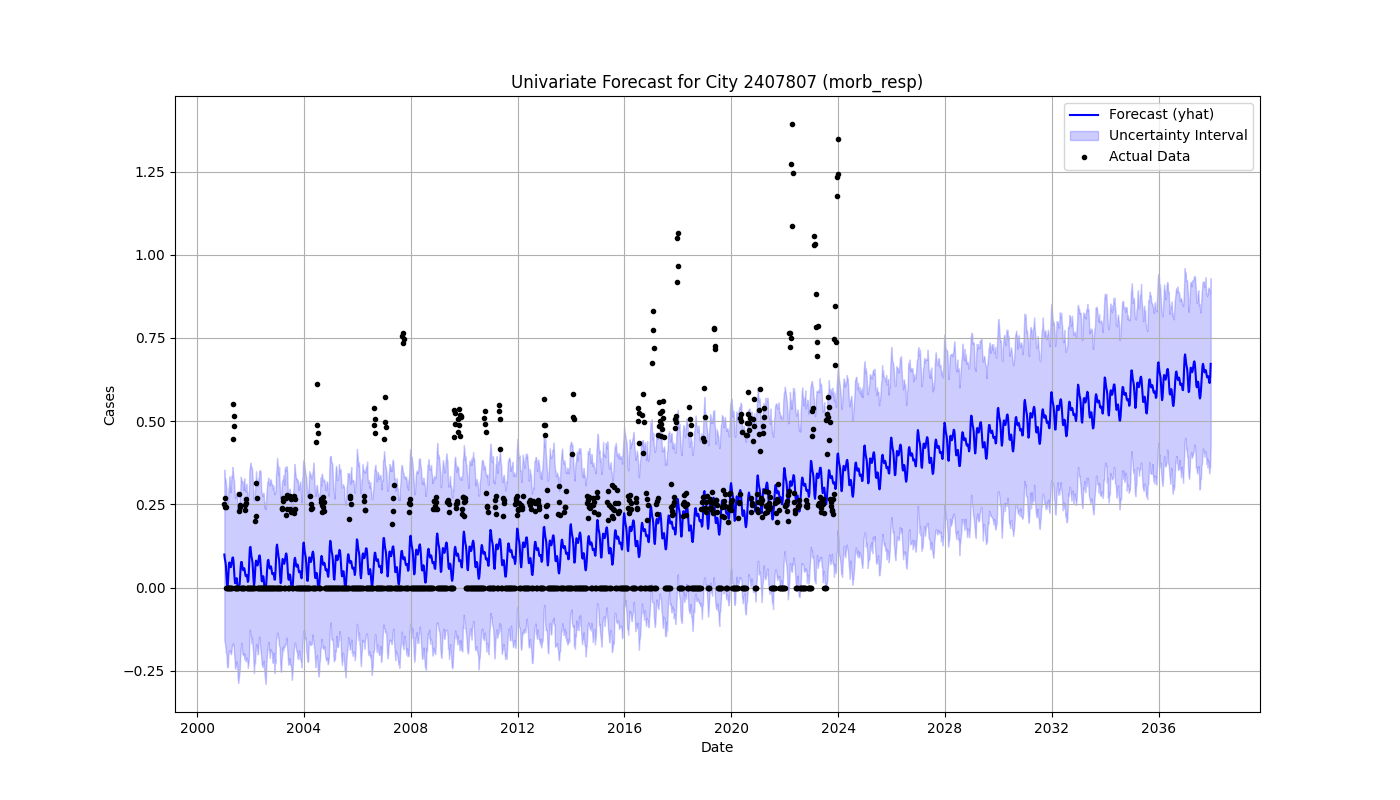 Univariate Forecast for City 2407807 (morb_resp)
Forecast (yhat)
Uncertainty Interval
Actual Data
Cases
1.25
1.00
0.75
0.50
0.25
0.00
−0.25
2000 2004 2008 2012 2016 2020 2024 2028 2032 2036
Date